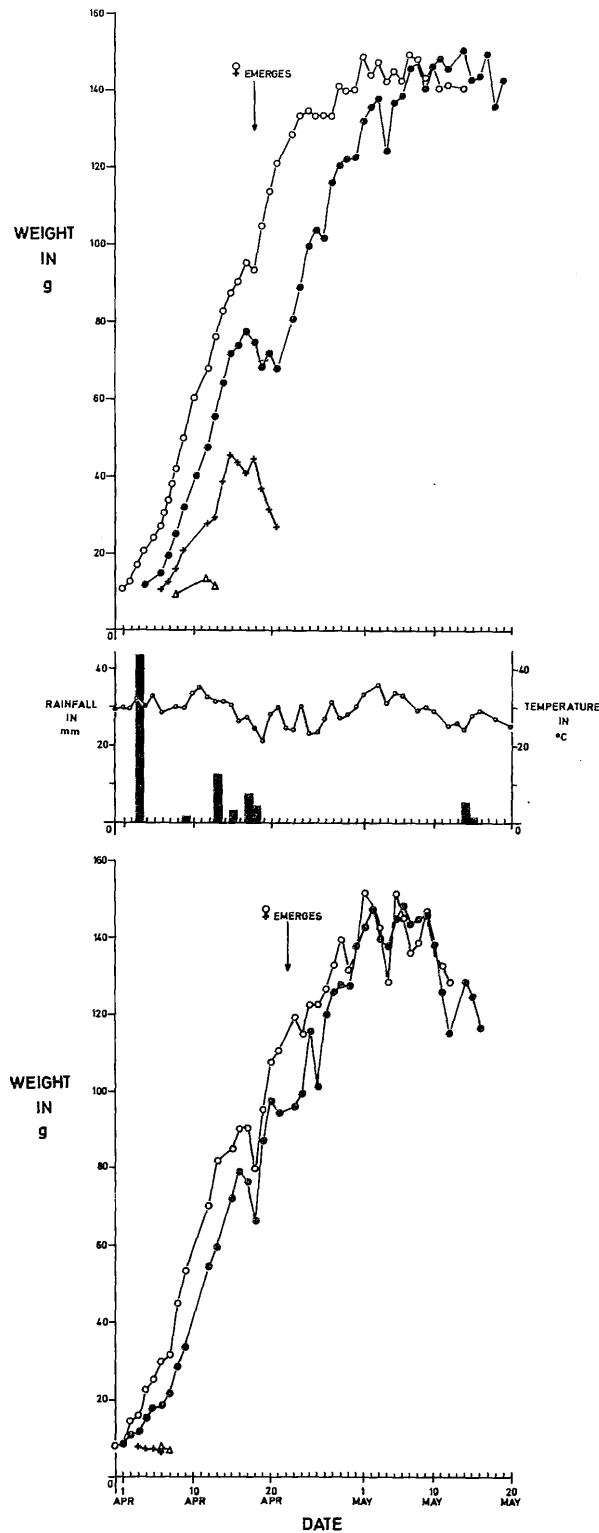 160
140
120
100
80
60
40
20
0
♀ EMERGES
WEIGHT
IN
g
40
20
0
RAINFALL
IN
mm
40
20
0
TEMPERATURE
IN
°C
160
140
120
100
80
60
40
20
0
♀ EMERGES
WEIGHT
IN
g
1
APR
10
APR
20
APR
1
MAY
10
MAY
20
MAY
DATE